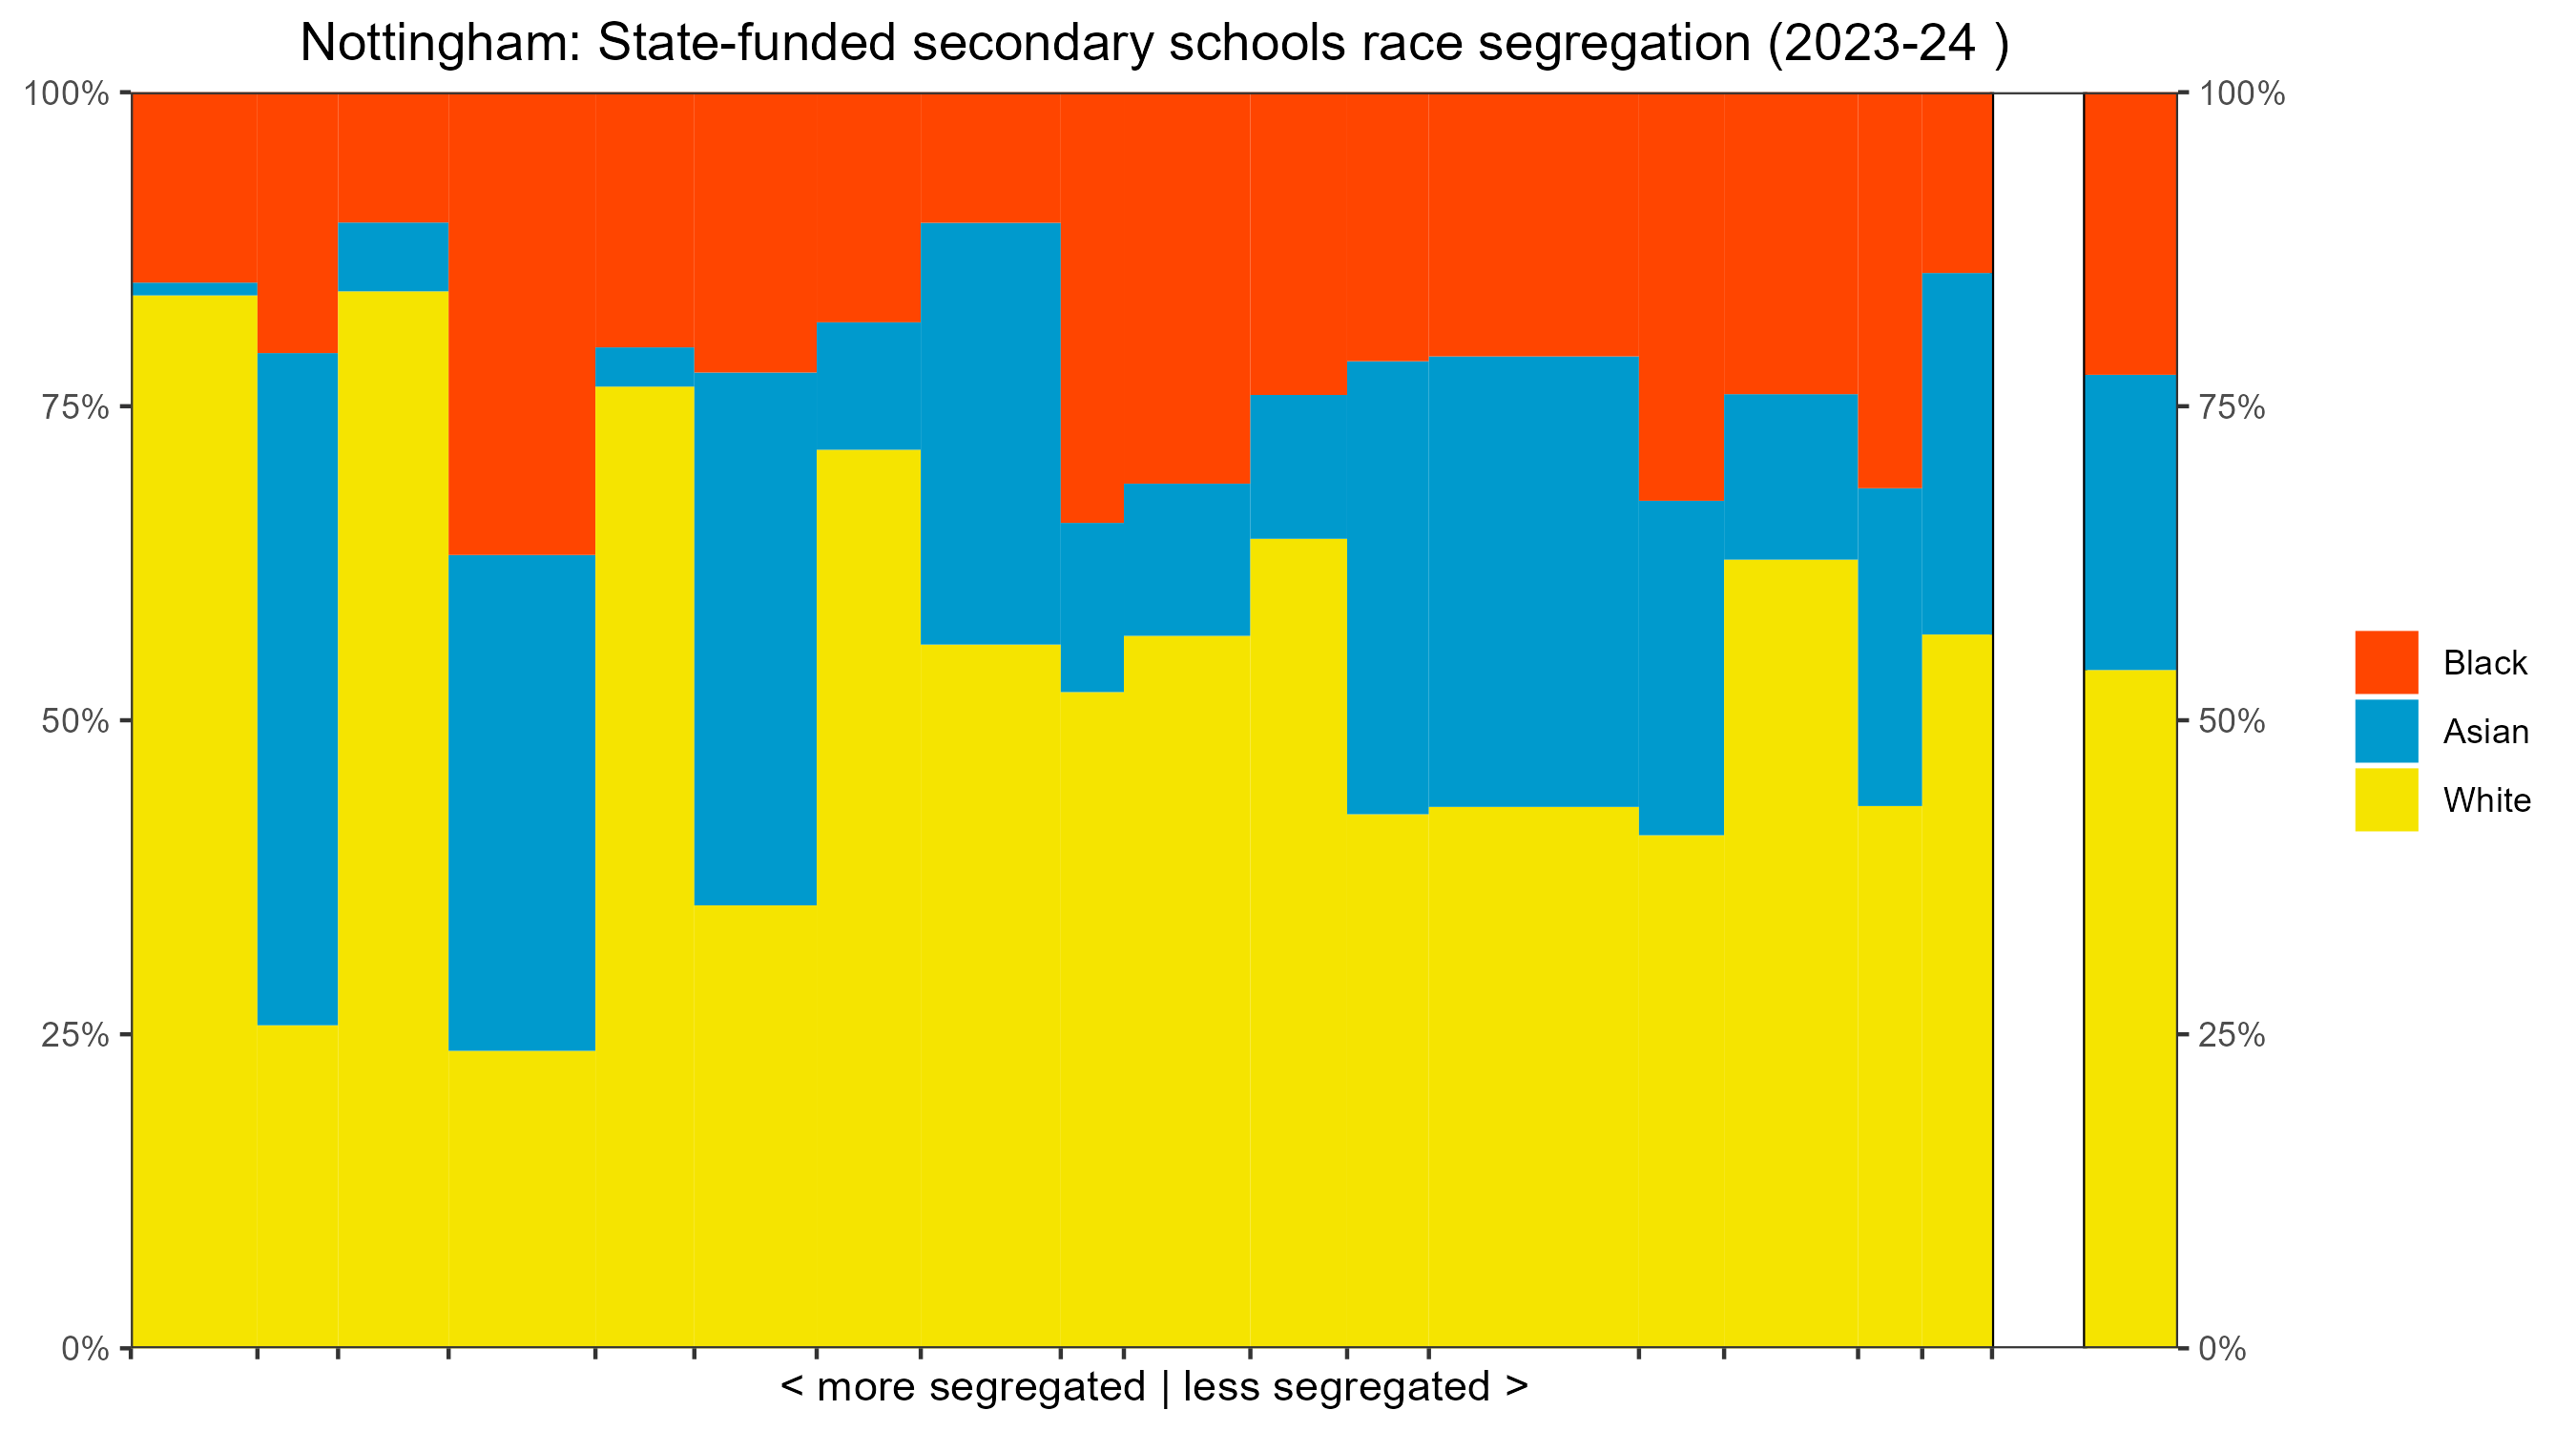 Nottingham: State-funded secondary schools race segregation (2023-24 )
100%
75%
50%
25%
0%
100%
75%
50%
25%
0%
Black
Asian
White
< more segregated | less segregated >